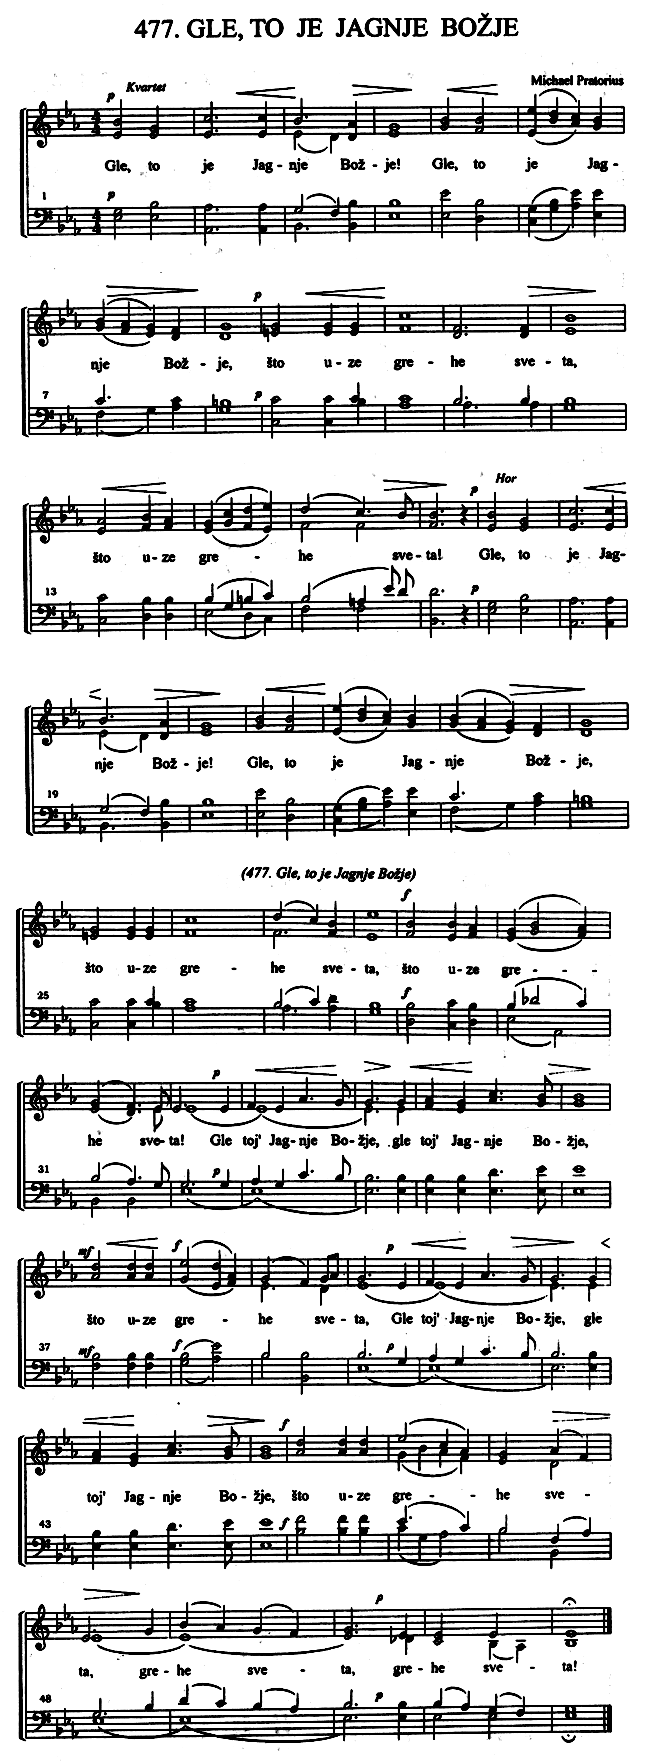 477. GLE, TO JE JAGNJE BOŽJE
Kvartet
Michael Pratorius
p
Gle, to je Jag - nje Bož - je! Gle, to je Jag -
1
p
p
nje Bož - je, što u - ze gre - he sve - ta,
7
p
Hor
p
što u - ze gre - he sve - ta! Gle, to je Jag-
13
p
nje Bož - je! Gle, to je Jag - nje Bož - je,
19
(477. Gle, to je Jagnje Božje)
f
što u - ze gre - he sve - ta, što u - ze gre - - -
25
f
p
he sve - ta! Gle toj' Jag - nje Bo - žje, gle toj' Jag - nje Bo - žje,
31
p
mf f p
što u - ze gre - he sve - ta, Gle toj' Jag - nje Bo - žje, gle
37
mf f p
f
toj' Jag - nje Bo - žje, što u - ze gre - - he sve -
43
f
p
ta, gre - he sve - ta, gre - he sve - ta!
48
p